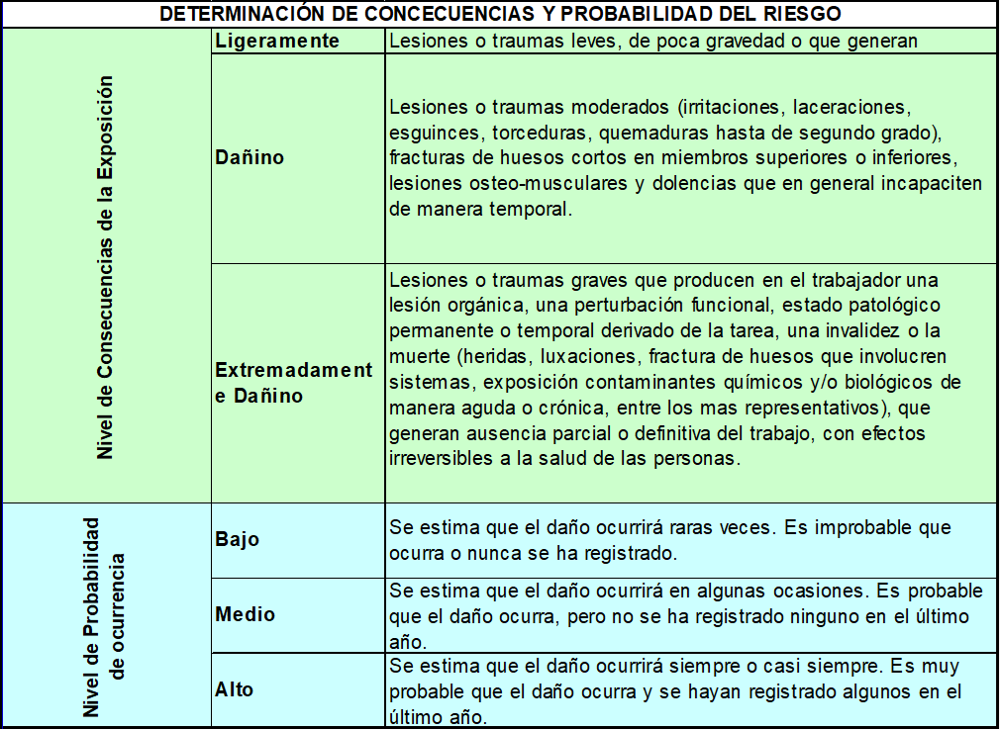 DETERMINACIÓN DE CONCECUENCIAS Y PROBABILIDAD DEL RIESGO
Nivel de Consecuencias de la Exposición
Ligeramente
Lesiones o traumas leves, de poca gravedad o que generan
Dañino
Lesiones o traumas moderados (irritaciones, laceraciones,
esguinces, torceduras, quemaduras hasta de segundo grado),
fracturas de huesos cortos en miembros superiores o inferiores,
lesiones osteo-musculares y dolencias que en general incapaciten
de manera temporal.
Extremadament
e Dañino
Lesiones o traumas graves que producen en el trabajador una
lesión orgánica, una perturbación funcional, estado patológico
permanente o temporal derivado de la tarea, una invalidez o la
muerte (heridas, luxaciones, fractura de huesos que involucren
sistemas, exposición contaminantes químicos y/o biológicos de
manera aguda o crónica, entre los mas representativos), que
generan ausencia parcial o definitiva del trabajo, con efectos
irreversibles a la salud de las personas.
Nivel de Probabilidad
de ocurrencia
Bajo
Se estima que el daño ocurrirá raras veces. Es improbable que
ocurra o nunca se ha registrado.
Medio
Se estima que el daño ocurrirá en algunas ocasiones. Es probable
que el daño ocurra, pero no se ha registrado ninguno en el último
año.
Alto
Se estima que el daño ocurrirá siempre o casi siempre. Es muy
probable que el daño ocurra y se hayan registrado algunos en el
último año.